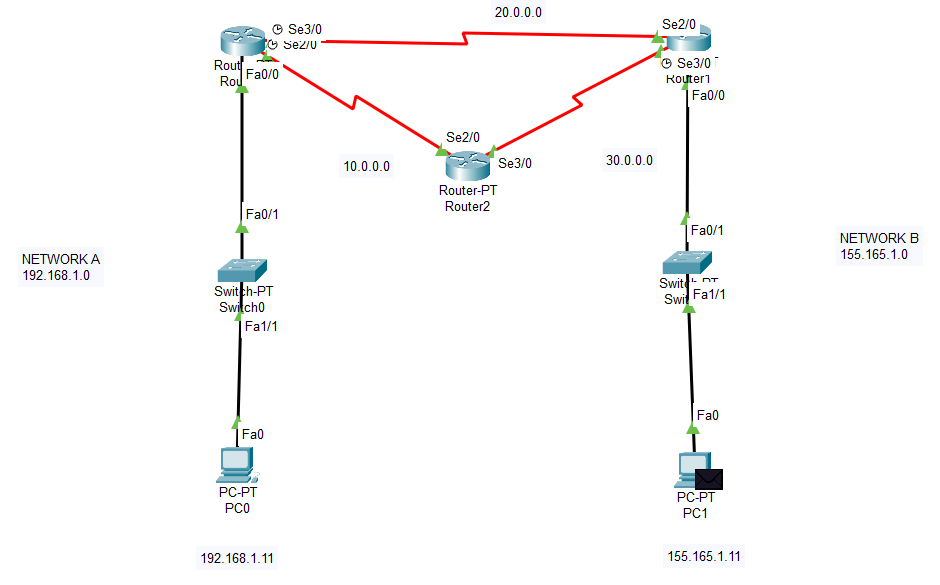 20.0.0.0
Se3/0
Se2/0
Se2/0
Se3/0
Router1
Fa0/0
Fa0/0
Se2/0
Se3/0
10.0.0.0
30.0.0.0
Router-PT
Router2
Fa0/1
Fa0/1
NETWORK A
192.168.1.0
NETWORK B
155.165.1.0
Switch-PT
Switch0
Fa1/1
Fa1/1
Fa0
Fa0
PC-PT
PC0
PC-PT
PC1
192.168.1.11
155.165.1.11